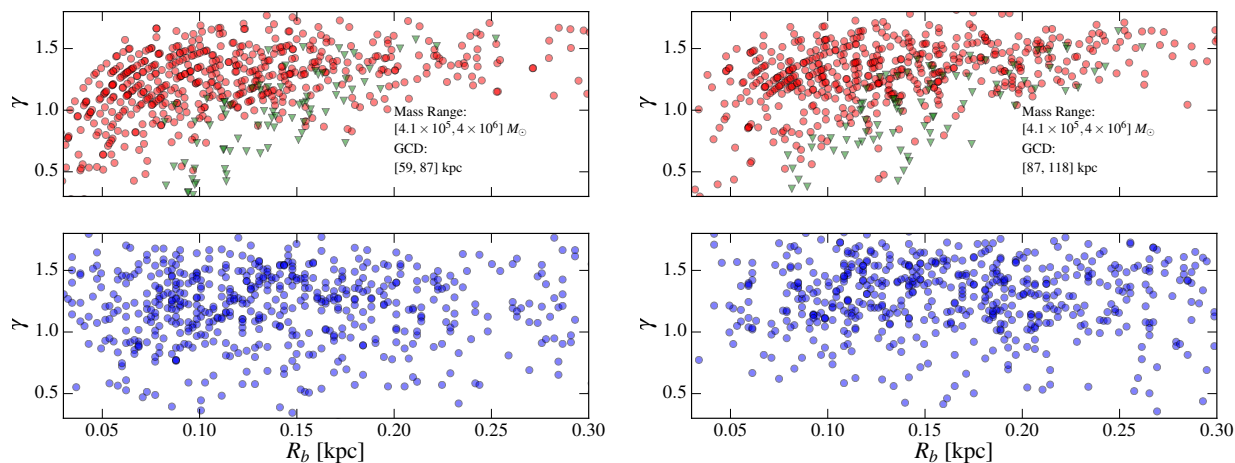 1.5
1.0
0.5
γ
Mass Range:
[4.1 × 10⁵, 4 × 10⁶] M☉
GCD:
[59, 87] kpc
1.5
1.0
0.5
γ
Mass Range:
[4.1 × 10⁵, 4 × 10⁶] M☉
GCD:
[87, 118] kpc
1.5
1.0
0.5
γ
0.05 0.10 0.15 0.20 0.25 0.30
R_b [kpc]
1.5
1.0
0.5
γ
0.05 0.10 0.15 0.20 0.25 0.30
R_b [kpc]